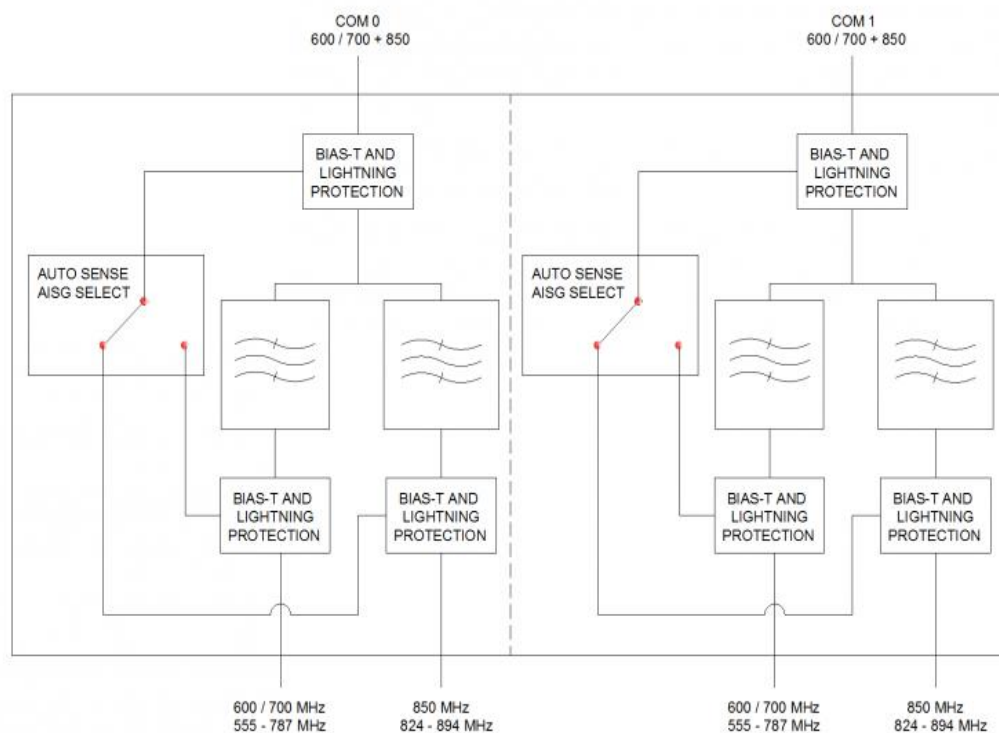 COM 0
600 / 700 + 850
COM 1
600 / 700 + 850
BIAS-T AND
LIGHTNING
PROTECTION
BIAS-T AND
LIGHTNING
PROTECTION
AUTO SENSE
AISG SELECT
AUTO SENSE
AISG SELECT
BIAS-T AND
LIGHTNING
PROTECTION
BIAS-T AND
LIGHTNING
PROTECTION
BIAS-T AND
LIGHTNING
PROTECTION
BIAS-T AND
LIGHTNING
PROTECTION
600 / 700 MHz
555 - 787 MHz
850 MHz
824 - 894 MHz
600 / 700 MHz
555 - 787 MHz
850 MHz
824 - 894 MHz